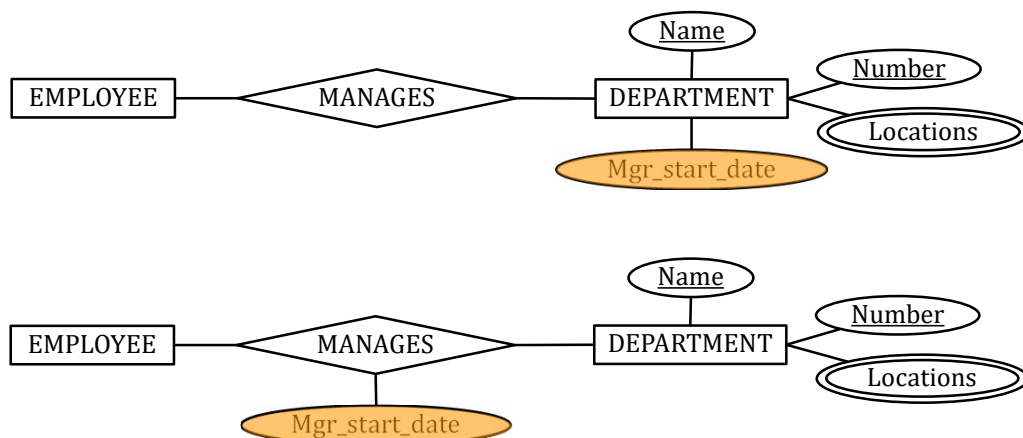 Name
EMPLOYEE MANAGES DEPARTMENT Number
Locations
Mgr_start_date
Name
EMPLOYEE MANAGES DEPARTMENT Number
Locations
Mgr_start_date